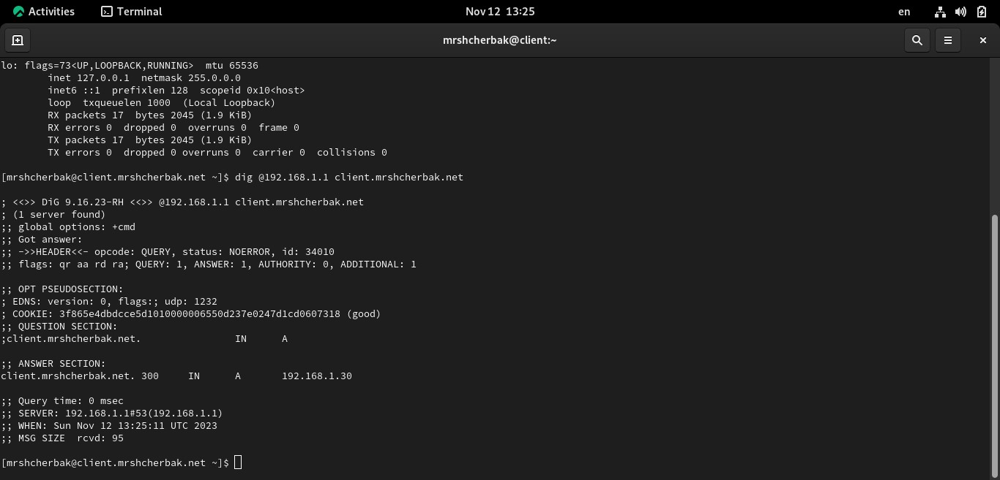 Activities Terminal Nov 12 13:25 en
mrshcherbak@client:~
lo: flags=73<UP,LOOPBACK,RUNNING>  mtu 65536
        inet 127.0.0.1  netmask 255.0.0.0
        inet6 ::1  prefixlen 128  scopeid 0x10<host>
        loop  txqueuelen 1000  (Local Loopback)
        RX packets 17  bytes 2045 (1.9 KiB)
        RX errors 0  dropped 0  overruns 0  frame 0
        TX packets 17  bytes 2045 (1.9 KiB)
        TX errors 0  dropped 0 overruns 0  carrier 0  collisions 0
[mrshcherbak@client.mrshcherbak.net ~]$ dig @192.168.1.1 client.mrshcherbak.net
; <<>> DiG 9.16.23-RH <<>> @192.168.1.1 client.mrshcherbak.net
; (1 server found)
;; global options: +cmd
;; Got answer:
;; ->>HEADER<<- opcode: QUERY, status: NOERROR, id: 34010
;; flags: qr aa rd ra; QUERY: 1, ANSWER: 1, AUTHORITY: 0, ADDITIONAL: 1
;; OPT PSEUDOSECTION:
; EDNS: version: 0, flags:; udp: 1232
; COOKIE: 3f865e4dbdcce5d1010000006550d237e0247d1cd0607318 (good)
;; QUESTION SECTION:
;client.mrshcherbak.net.                IN      A
;; ANSWER SECTION:
client.mrshcherbak.net. 300     IN      A       192.168.1.30
;; Query time: 0 msec
;; SERVER: 192.168.1.1#53(192.168.1.1)
;; WHEN: Sun Nov 12 13:25:11 UTC 2023
;; MSG SIZE  rcvd: 95
[mrshcherbak@client.mrshcherbak.net ~]$